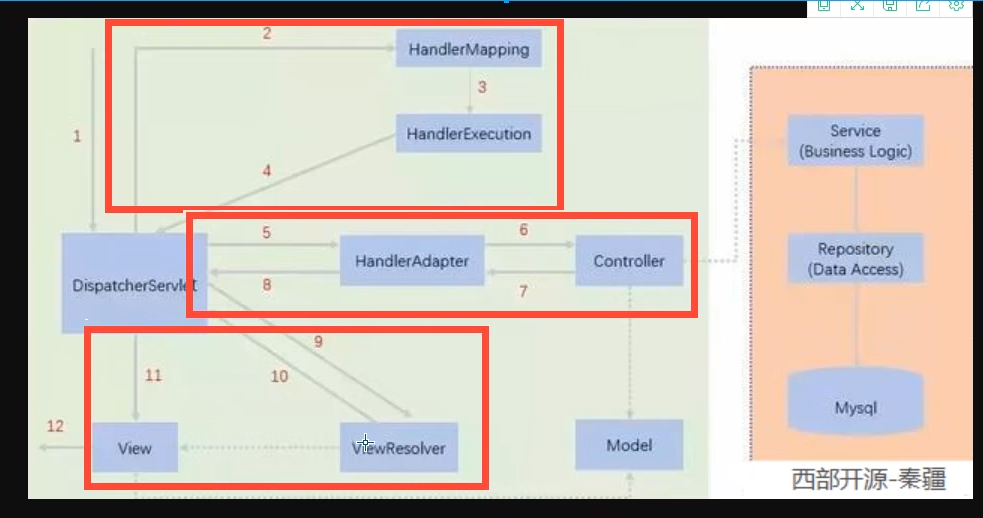 2
HandlerMapping
3
1
HandlerExecution
4
Service
(Business Logic)
5
6
HandlerAdapter
Controller
DispatcherServlet
8
7
Repository
(Data Access)
9
10
11
12
View
ViewResolver
Model
Mysql
西部开源-秦疆